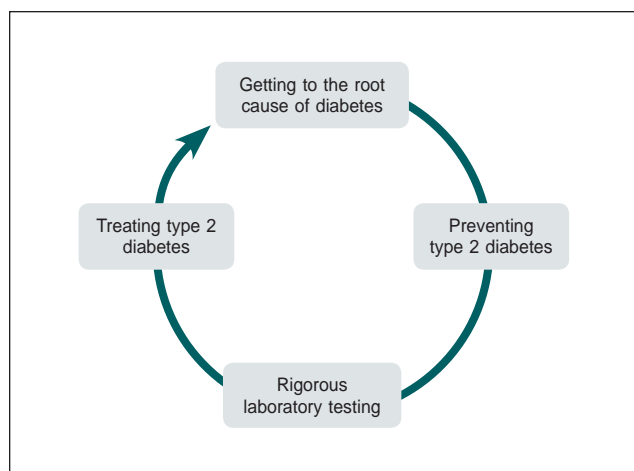 Getting to the root
cause of diabetes
Preventing
type 2 diabetes
Rigorous
laboratory testing
Treating type 2
diabetes